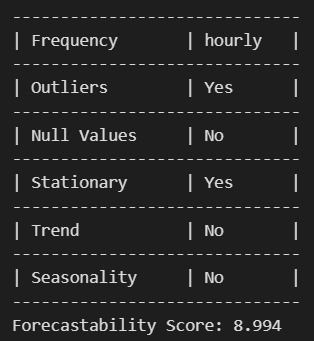 ------------------------------
| Frequency       | hourly   |
------------------------------
| Outliers        | Yes      |
------------------------------
| Null Values     | No       |
------------------------------
| Stationary      | Yes      |
------------------------------
| Trend           | No       |
------------------------------
| Seasonality     | No       |
------------------------------
Forecastability Score: 8.994